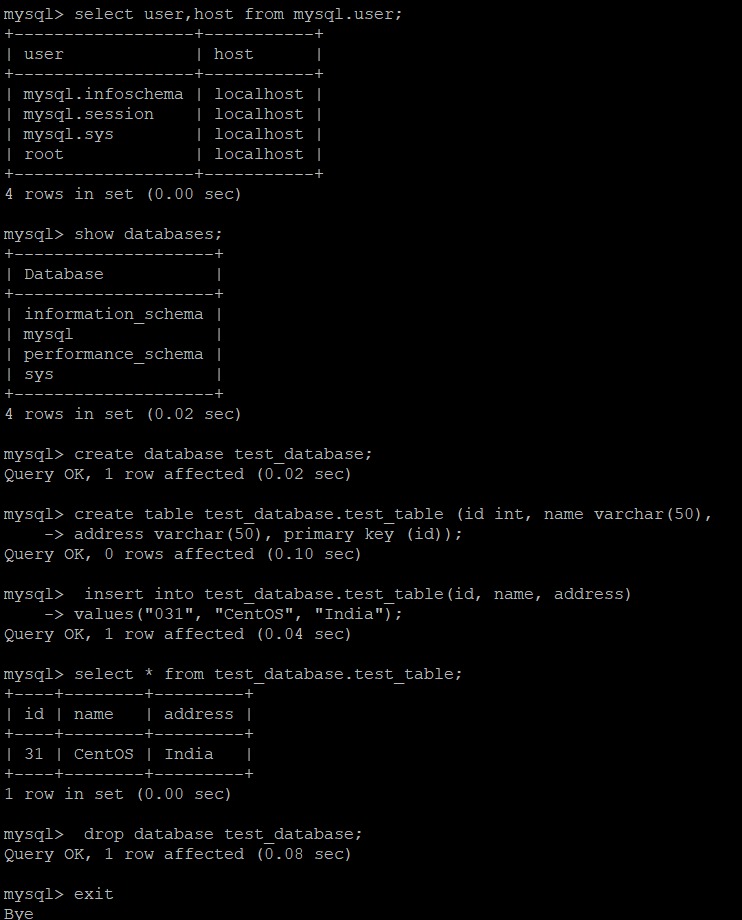 mysql> select user,host from mysql.user;
+------------------+-----------+
| user             | host      |
+------------------+-----------+
| mysql.infoschema | localhost |
| mysql.session    | localhost |
| mysql.sys        | localhost |
| root             | localhost |
+------------------+-----------+
4 rows in set (0.00 sec)
mysql> show databases;
+--------------------+
| Database           |
+--------------------+
| information_schema |
| mysql              |
| performance_schema |
| sys                |
+--------------------+
4 rows in set (0.02 sec)
mysql> create database test_database;
Query OK, 1 row affected (0.02 sec)
mysql> create table test_database.test_table (id int, name varchar(50),
    -> address varchar(50), primary key (id));
Query OK, 0 rows affected (0.10 sec)
mysql>  insert into test_database.test_table(id, name, address)
    -> values("031", "CentOS", "India");
Query OK, 1 row affected (0.04 sec)
mysql> select * from test_database.test_table;
+----+--------+---------+
| id | name   | address |
+----+--------+---------+
| 31 | CentOS | India   |
+----+--------+---------+
1 row in set (0.00 sec)
mysql>  drop database test_database;
Query OK, 1 row affected (0.08 sec)
mysql> exit
Bye